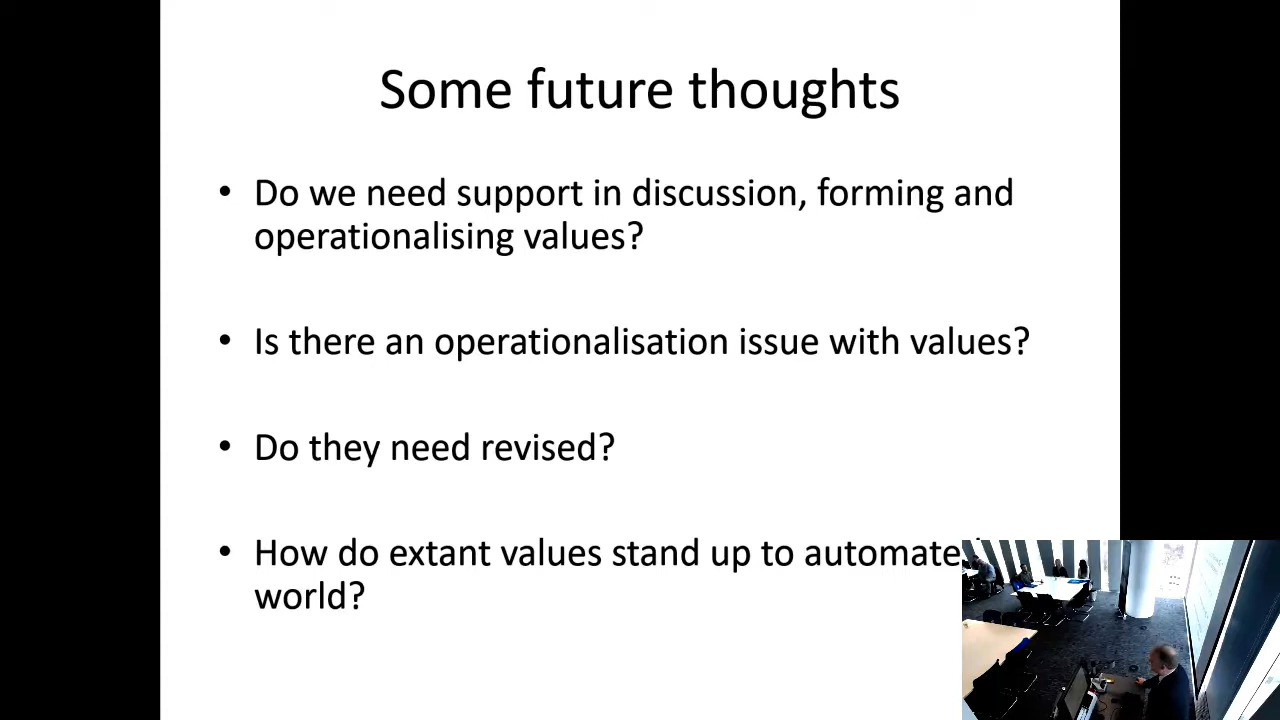 Some future thoughts
• Do we need support in discussion, forming and
operationalising values?
• Is there an operationalisation issue with values?
• Do they need revised?
• How do extant values stand up to automate
world?